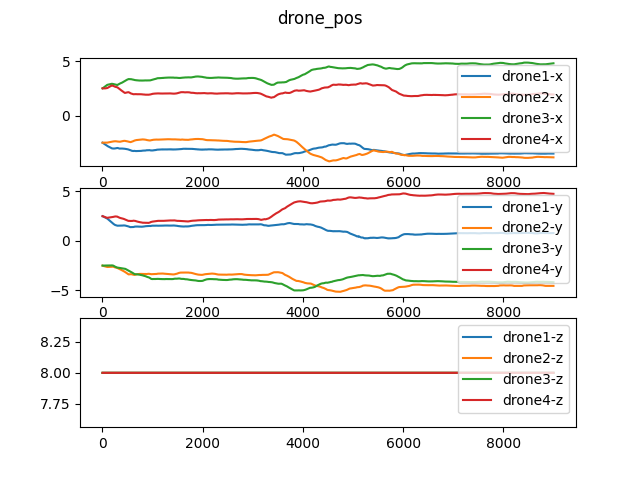 drone_pos
5
0
drone1-x
drone2-x
drone3-x
drone4-x
0 2000 4000 6000 8000
5
0
−5
drone1-y
drone2-y
drone3-y
drone4-y
0 2000 4000 6000 8000
8.25
8.00
7.75
drone1-z
drone2-z
drone3-z
drone4-z
0 2000 4000 6000 8000